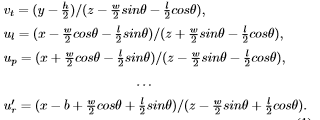 v_t = (y − h/2)/(z − w/2 sinθ − l/2 cosθ),
u_l = (x − w/2 cosθ − l/2 sinθ)/(z + w/2 sinθ − l/2 cosθ),
u_p = (x + w/2 cosθ − l/2 sinθ)/(z − w/2 sinθ − l/2 cosθ),
⋯
u'_r = (x − b + w/2 cosθ + l/2 sinθ)/(z − w/2 sinθ + l/2 cosθ).